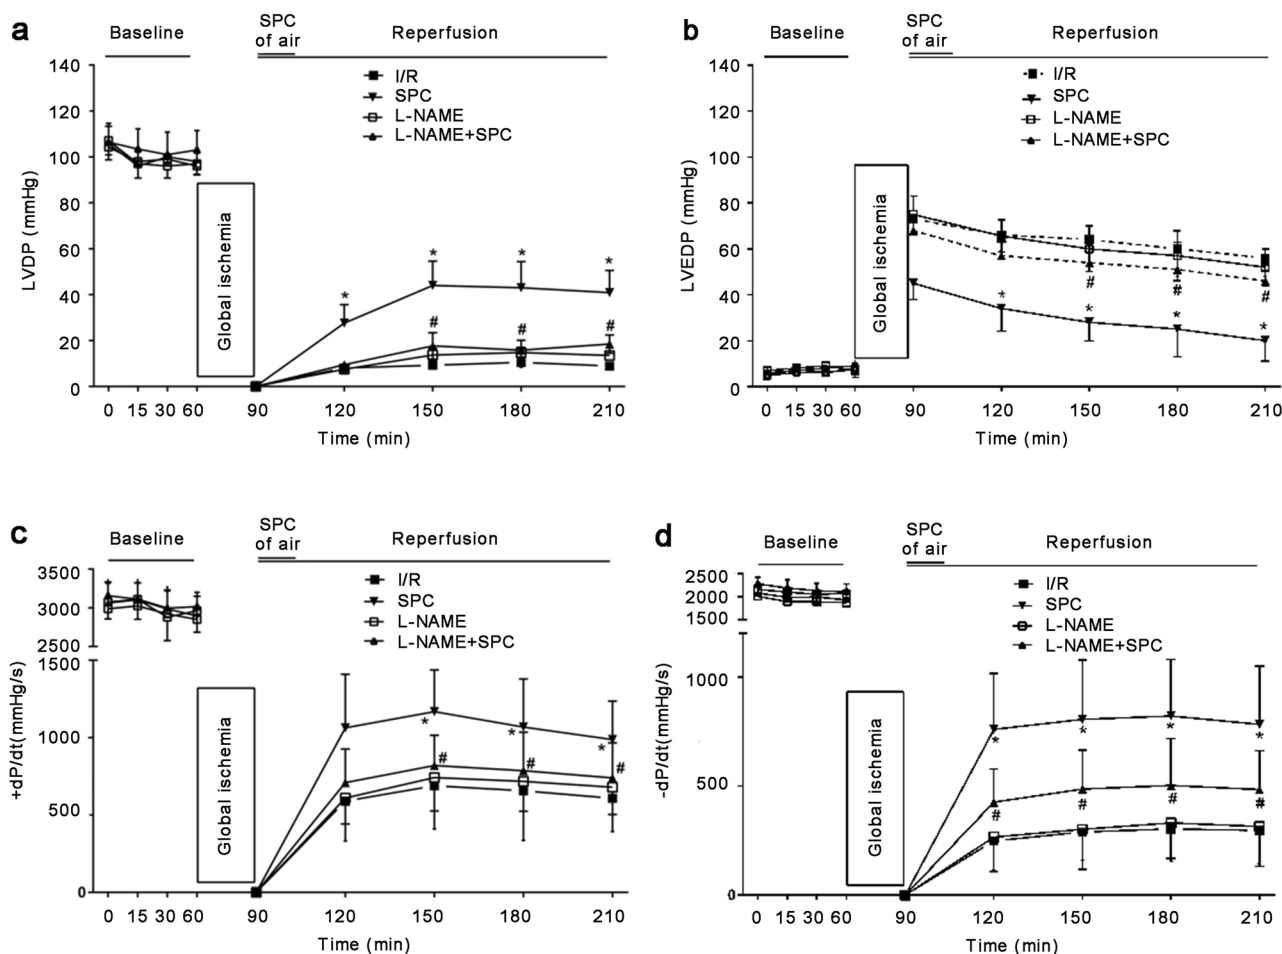 a
Baseline
SPC
of air
Reperfusion
140
120
100
80
60
40
20
0
LVDP (mmHg)
I/R
SPC
L-NAME
L-NAME+SPC
Global ischemia
* * * *
# # #
0 15 30 60 90 120 150 180 210
Time (min)
b
Baseline
SPC
of air
Reperfusion
140
120
100
80
60
40
20
0
LVEDP (mmHg)
I/R
SPC
L-NAME
L-NAME+SPC
Global ischemia
# # #
* * * *
0 15 30 60 90 120 150 180 210
Time (min)
c
Baseline
SPC
of air
Reperfusion
3500
3000
2500
1500
1000
500
0
+dP/dt(mmHg/s)
I/R
SPC
L-NAME
L-NAME+SPC
Global ischemia
* * *
# # #
0 15 30 60 90 120 150 180 210
Time (min)
d
Baseline
SPC
of air
Reperfusion
2500
2000
1500
1000
500
0
-dP/dt(mmHg/s)
I/R
SPC
L-NAME
L-NAME+SPC
Global ischemia
* * * *
# # # #
0 15 30 60 90 120 150 180 210
Time (min)